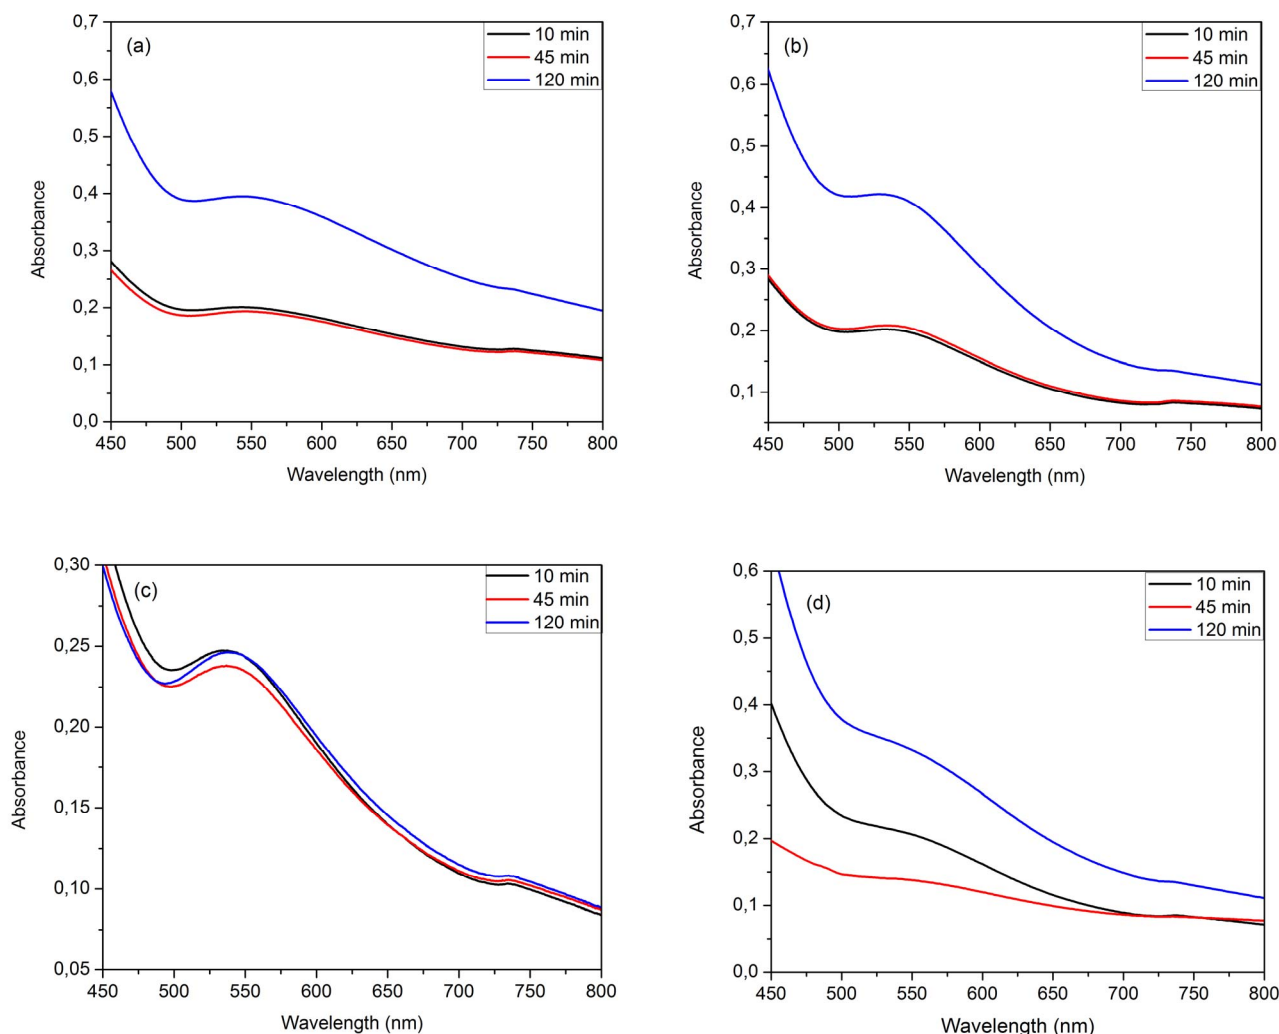 0,7
0,6
0,5
0,4
0,3
0,2
0,1
0,0
Absorbance
(a)
10 min
45 min
120 min
450 500 550 600 650 700 750 800
Wavelength (nm)
0,7
0,6
0,5
0,4
0,3
0,2
0,1
Absorbance
(b)
10 min
45 min
120 min
450 500 550 600 650 700 750 800
Wavelength (nm)
0,30
0,25
0,20
0,15
0,10
0,05
Absorbance
(c)
10 min
45 min
120 min
450 500 550 600 650 700 750 800
Wavelength (nm)
0,6
0,5
0,4
0,3
0,2
0,1
0,0
Absorbance
(d)
10 min
45 min
120 min
450 500 550 600 650 700 750 800
Wavelength (nm)